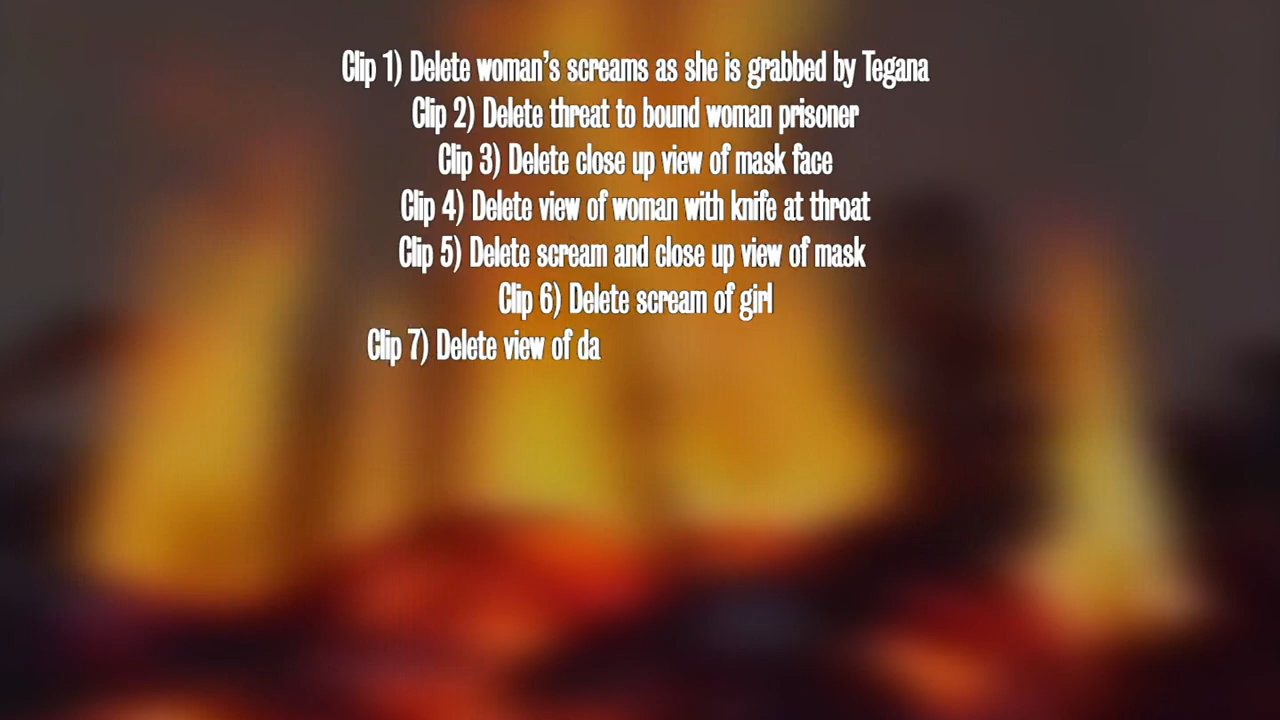 Clip 1) Delete woman's screams as she is grabbed by Tegana
Clip 2) Delete threat to bound woman prisoner
Clip 3) Delete close up view of mask face
Clip 4) Delete view of woman with knife at throat
Clip 5) Delete scream and close up view of mask
Clip 6) Delete scream of girl
Clip 7) Delete view of da